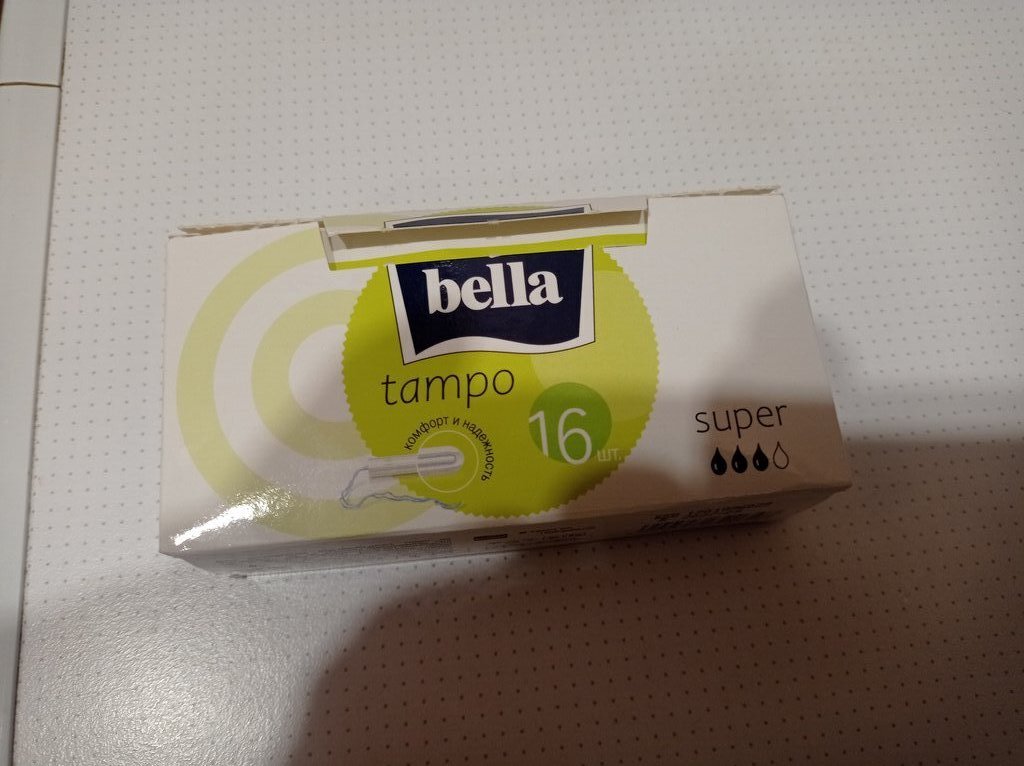 bella
tampo
16 шт.
комфорт и надежность
super